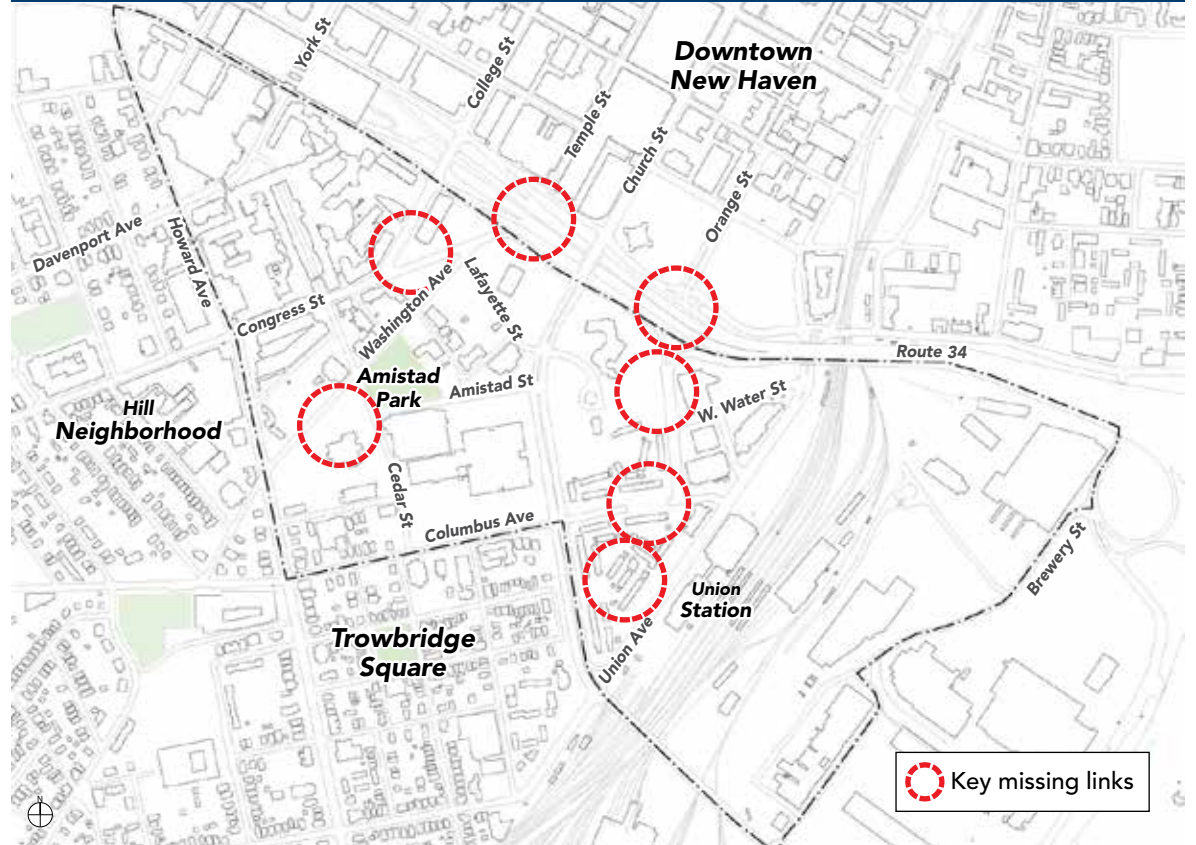 York St
College St
Downtown
New Haven
Temple St
Church St
Orange St
Davenport Ave
Howard Ave
Congress St
Washington Ave
Lafayette St
Route 34
Amistad
Park
Amistad St
W. Water St
Hill
Neighborhood
Cedar St
Columbus Ave
Brewery St
Union
Station
Union Ave
Trowbridge
Square
Key missing links
N